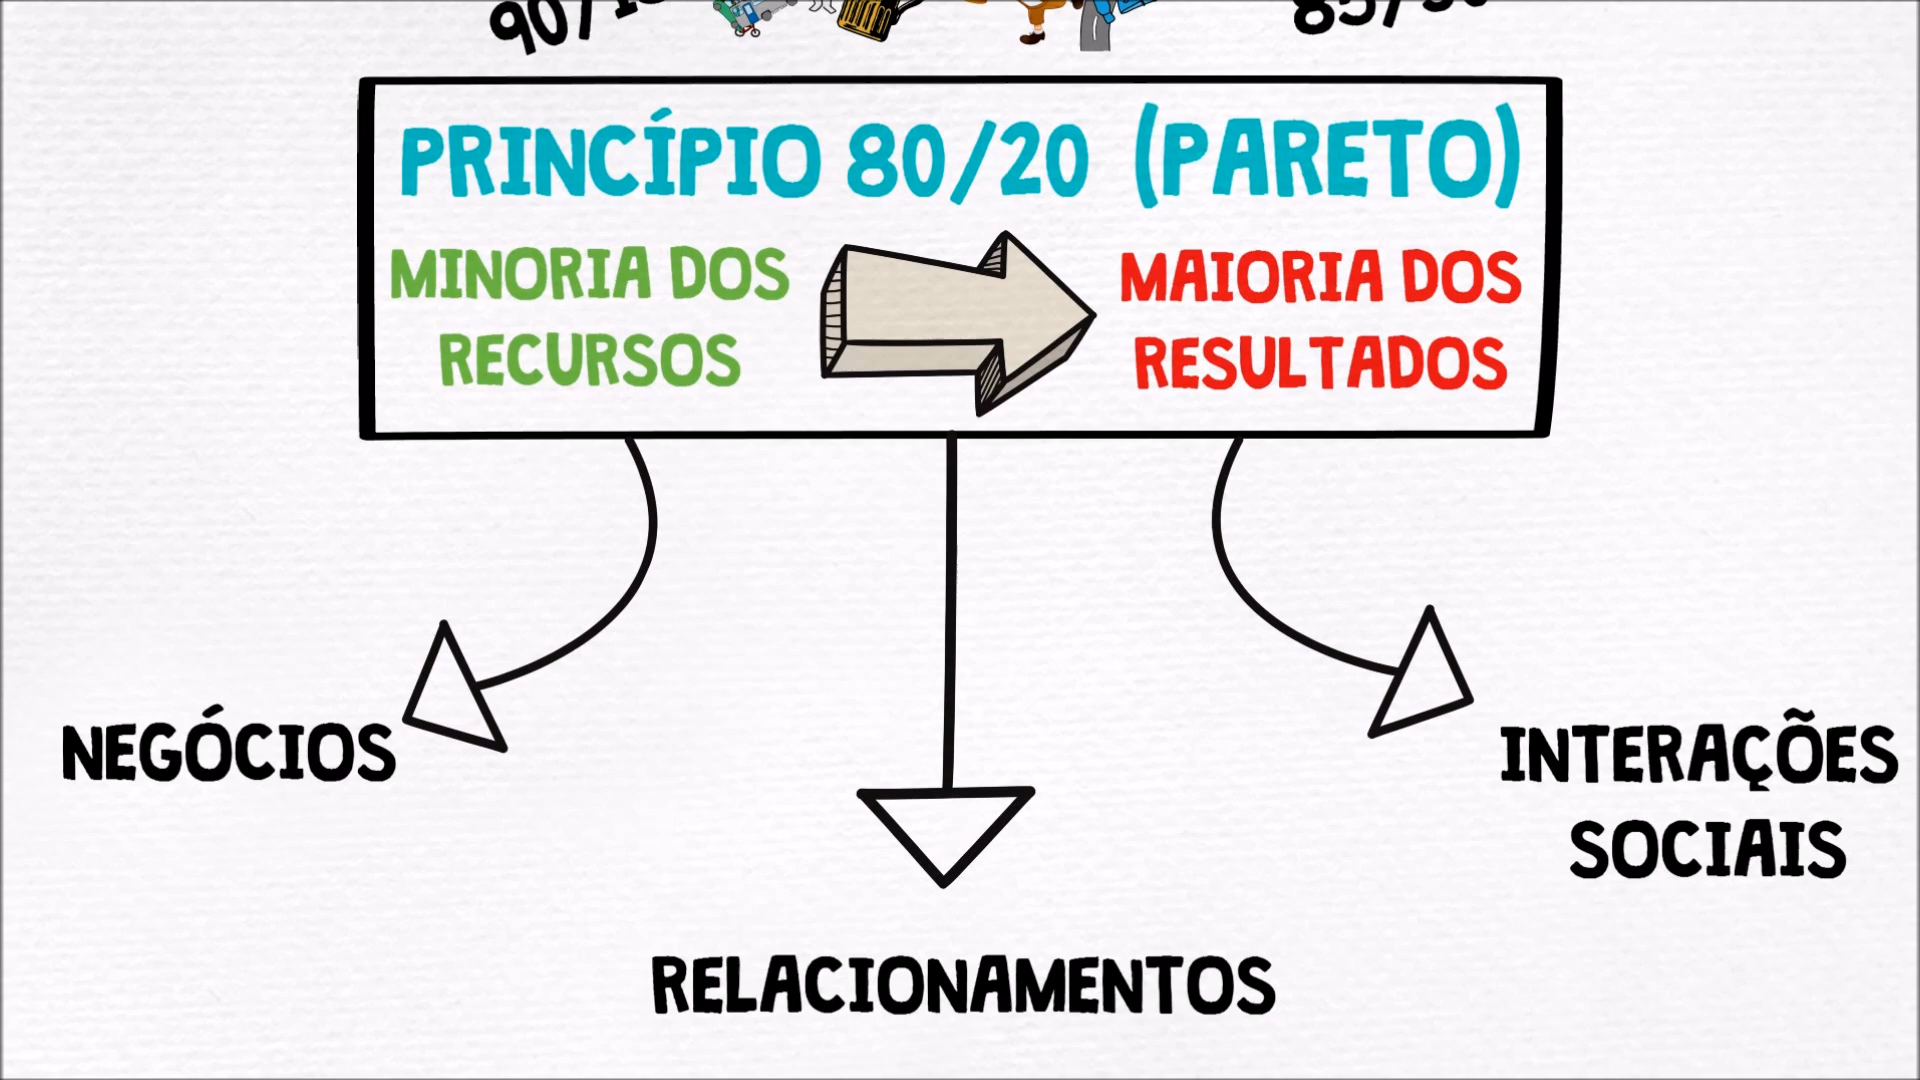 PRINCÍPIO 80/20 (PARETO)
MINORIA DOS
RECURSOS
MAIORIA DOS
RESULTADOS
NEGÓCIOS
INTERAÇÕES
SOCIAIS
RELACIONAMENTOS